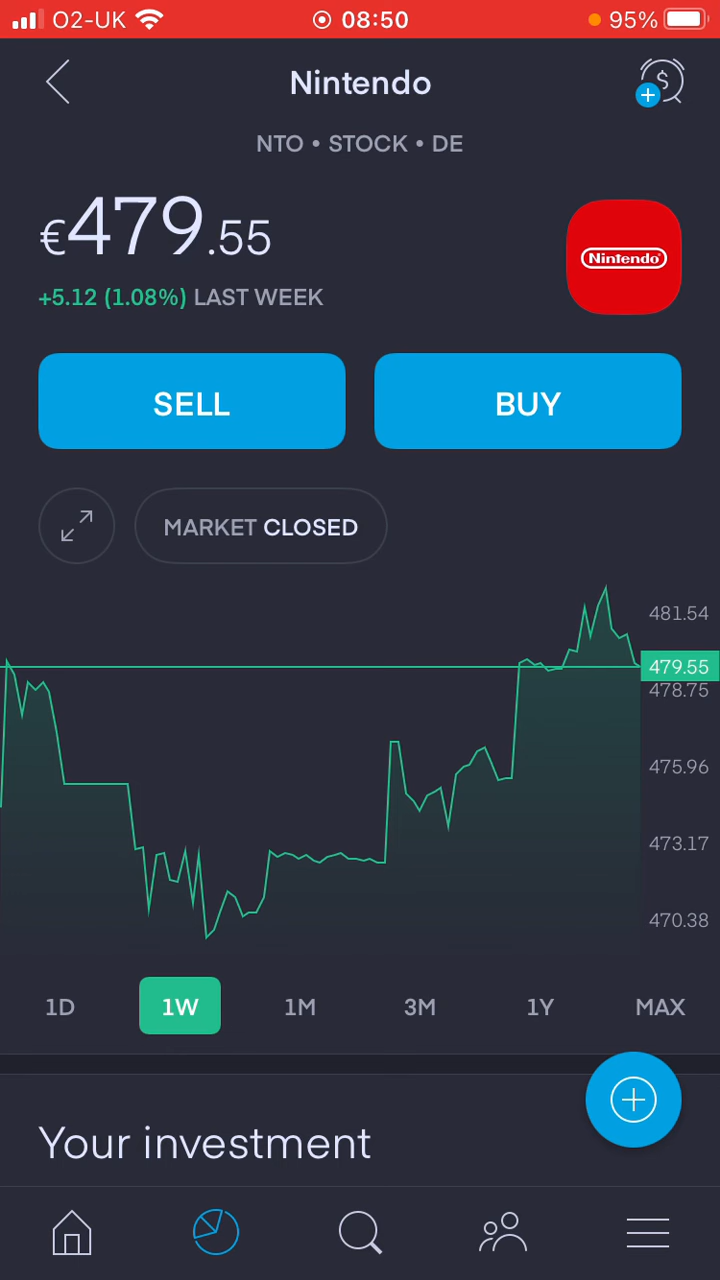 O2-UK 08:50 95%
Nintendo
NTO • STOCK • DE
€479.55
Nintendo
+5.12 (1.08%) LAST WEEK
SELL BUY
MARKET CLOSED
481.54
479.55
478.75
475.96
473.17
470.38
1D 1W 1M 3M 1Y MAX
Your investment